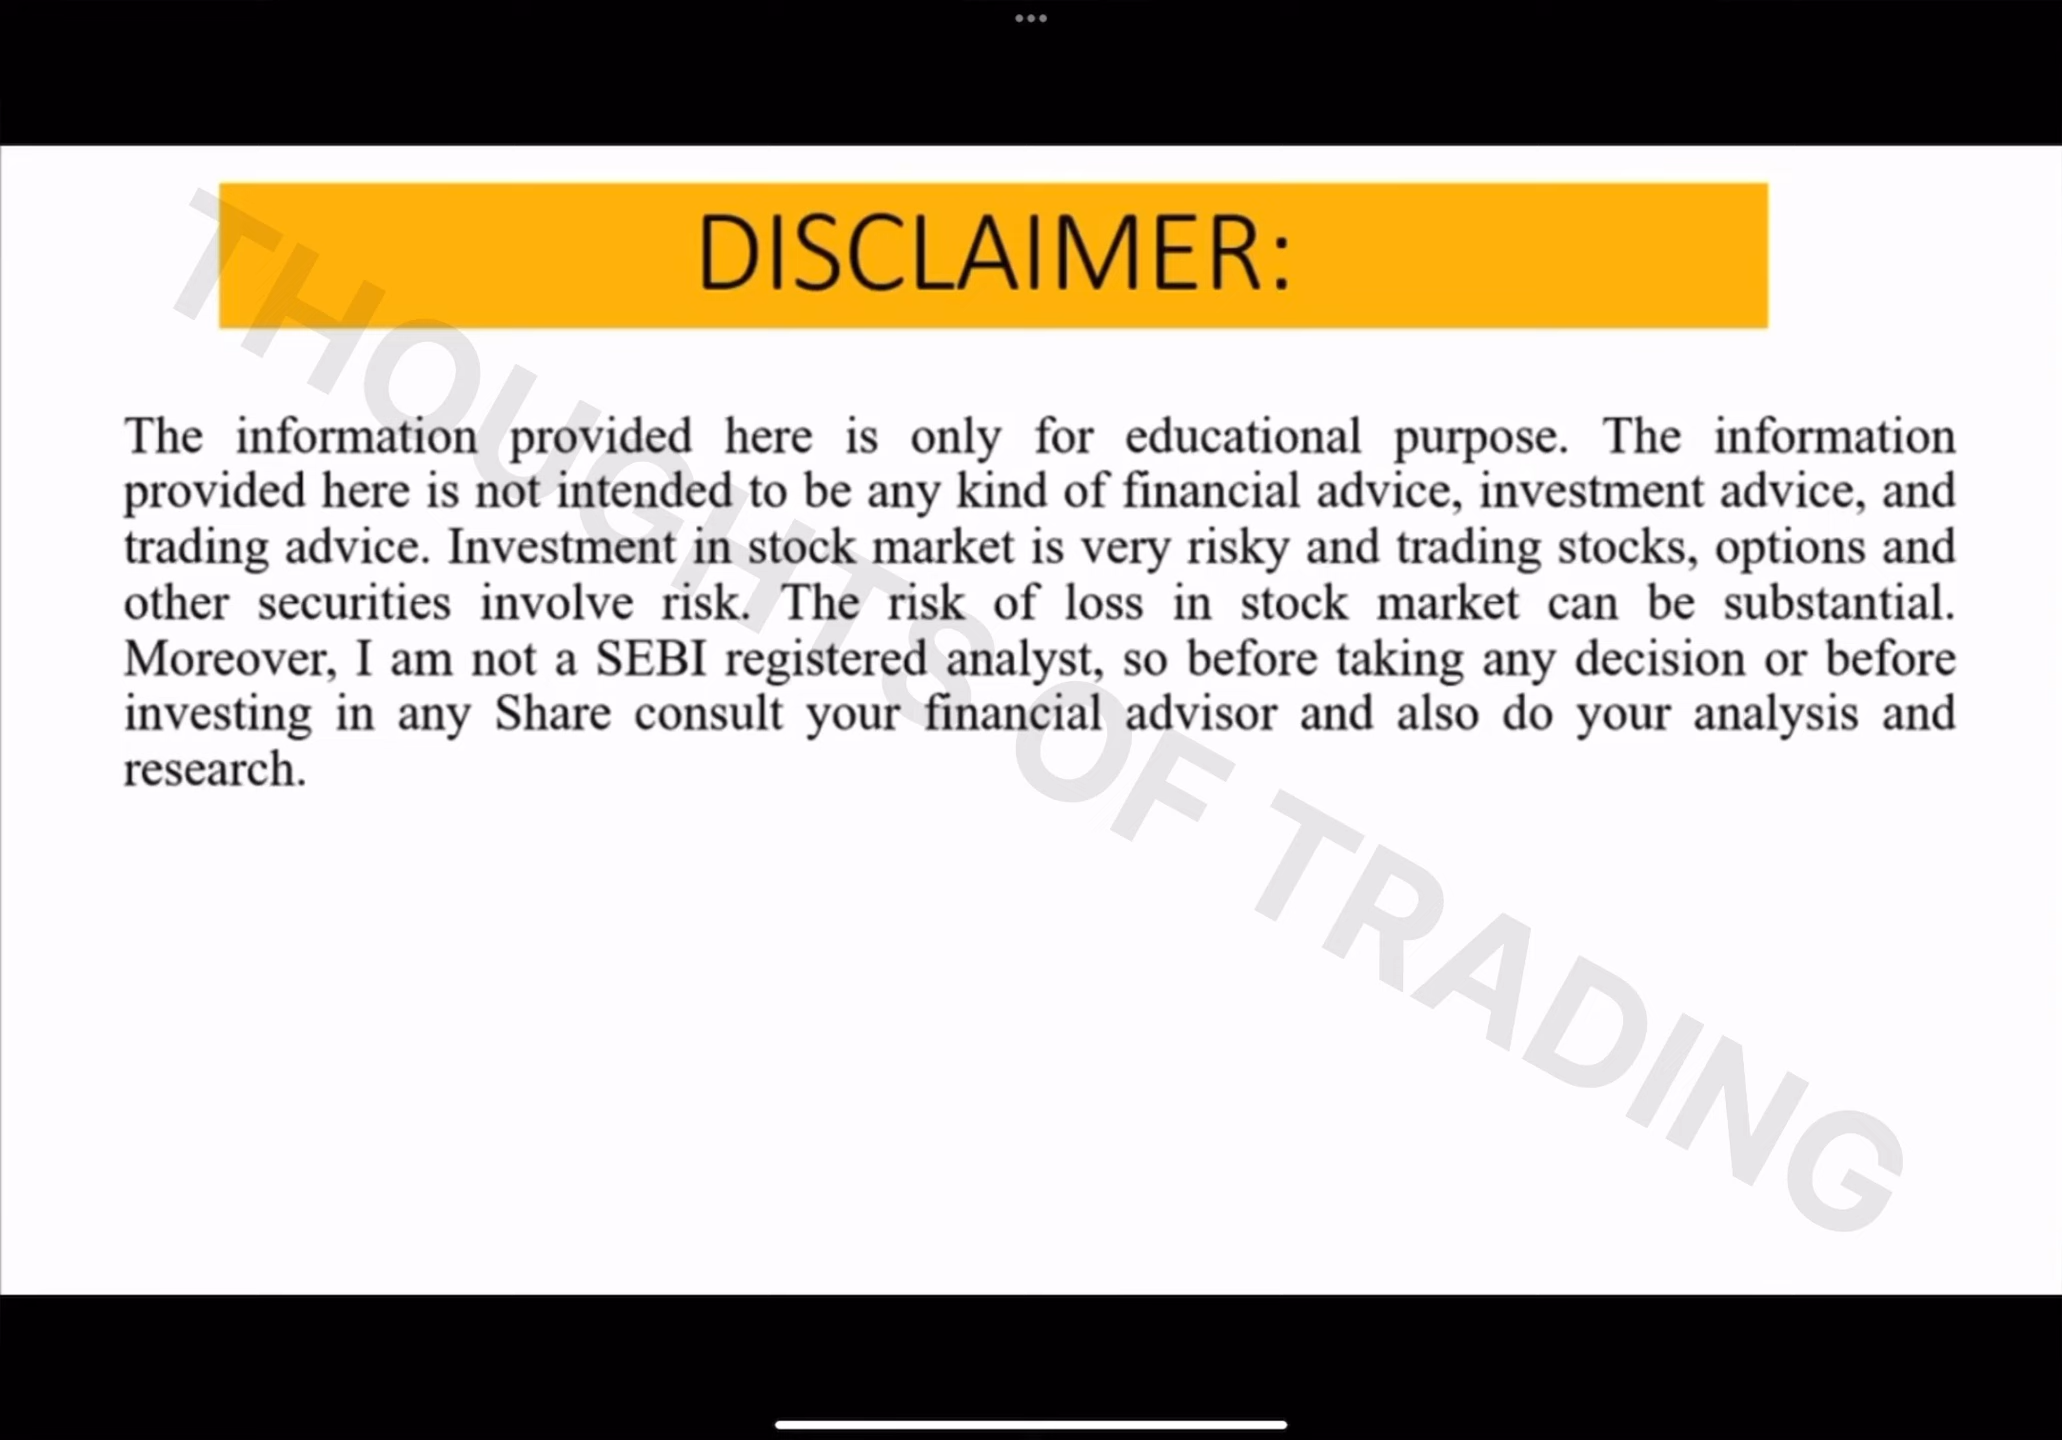 DISCLAIMER:
The information provided here is only for educational purpose. The information
provided here is not intended to be any kind of financial advice, investment advice, and
trading advice. Investment in stock market is very risky and trading stocks, options and
other securities involve risk. The risk of loss in stock market can be substantial.
Moreover, I am not a SEBI registered analyst, so before taking any decision or before
investing in any Share consult your financial advisor and also do your analysis and
research.
THOUGHTS OF TRADING